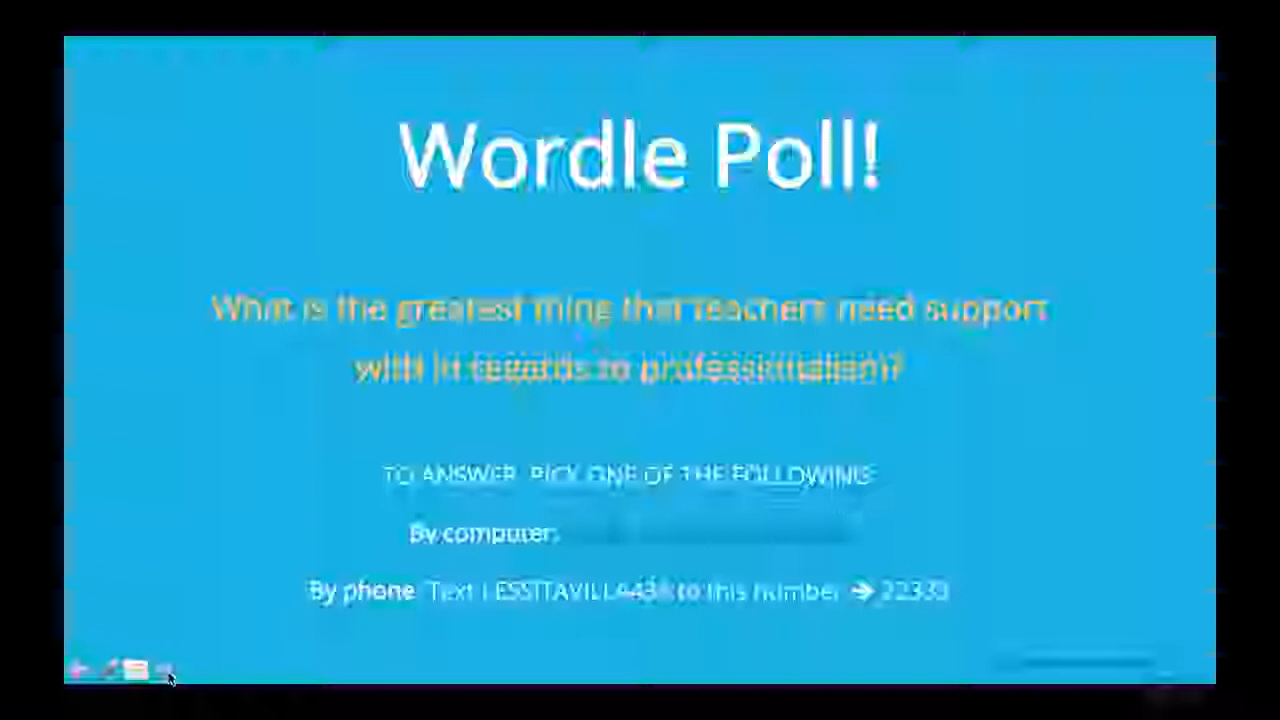 Wordle Poll!
What is the greatest thing that teachers need support
with in regards to professionalism?
TO ANSWER, PICK ONE OF THE FOLLOWING:
By computer:
By phone Text to this number → 22333